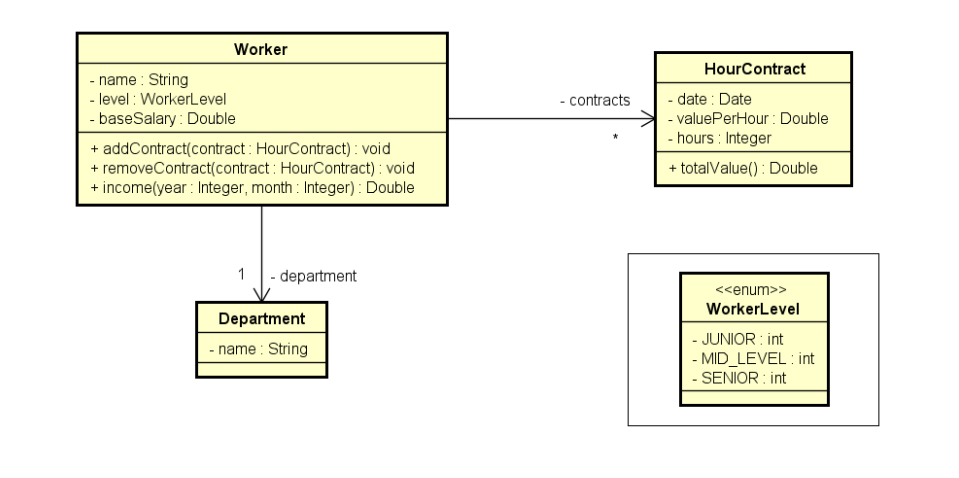 Worker
- name : String
- level : WorkerLevel
- baseSalary : Double
+ addContract(contract : HourContract) : void
+ removeContract(contract : HourContract) : void
+ income(year : Integer, month : Integer) : Double
- contracts
*
HourContract
- date : Date
- valuePerHour : Double
- hours : Integer
+ totalValue() : Double
1
- department
Department
- name : String
<<enum>>
WorkerLevel
- JUNIOR : int
- MID_LEVEL : int
- SENIOR : int